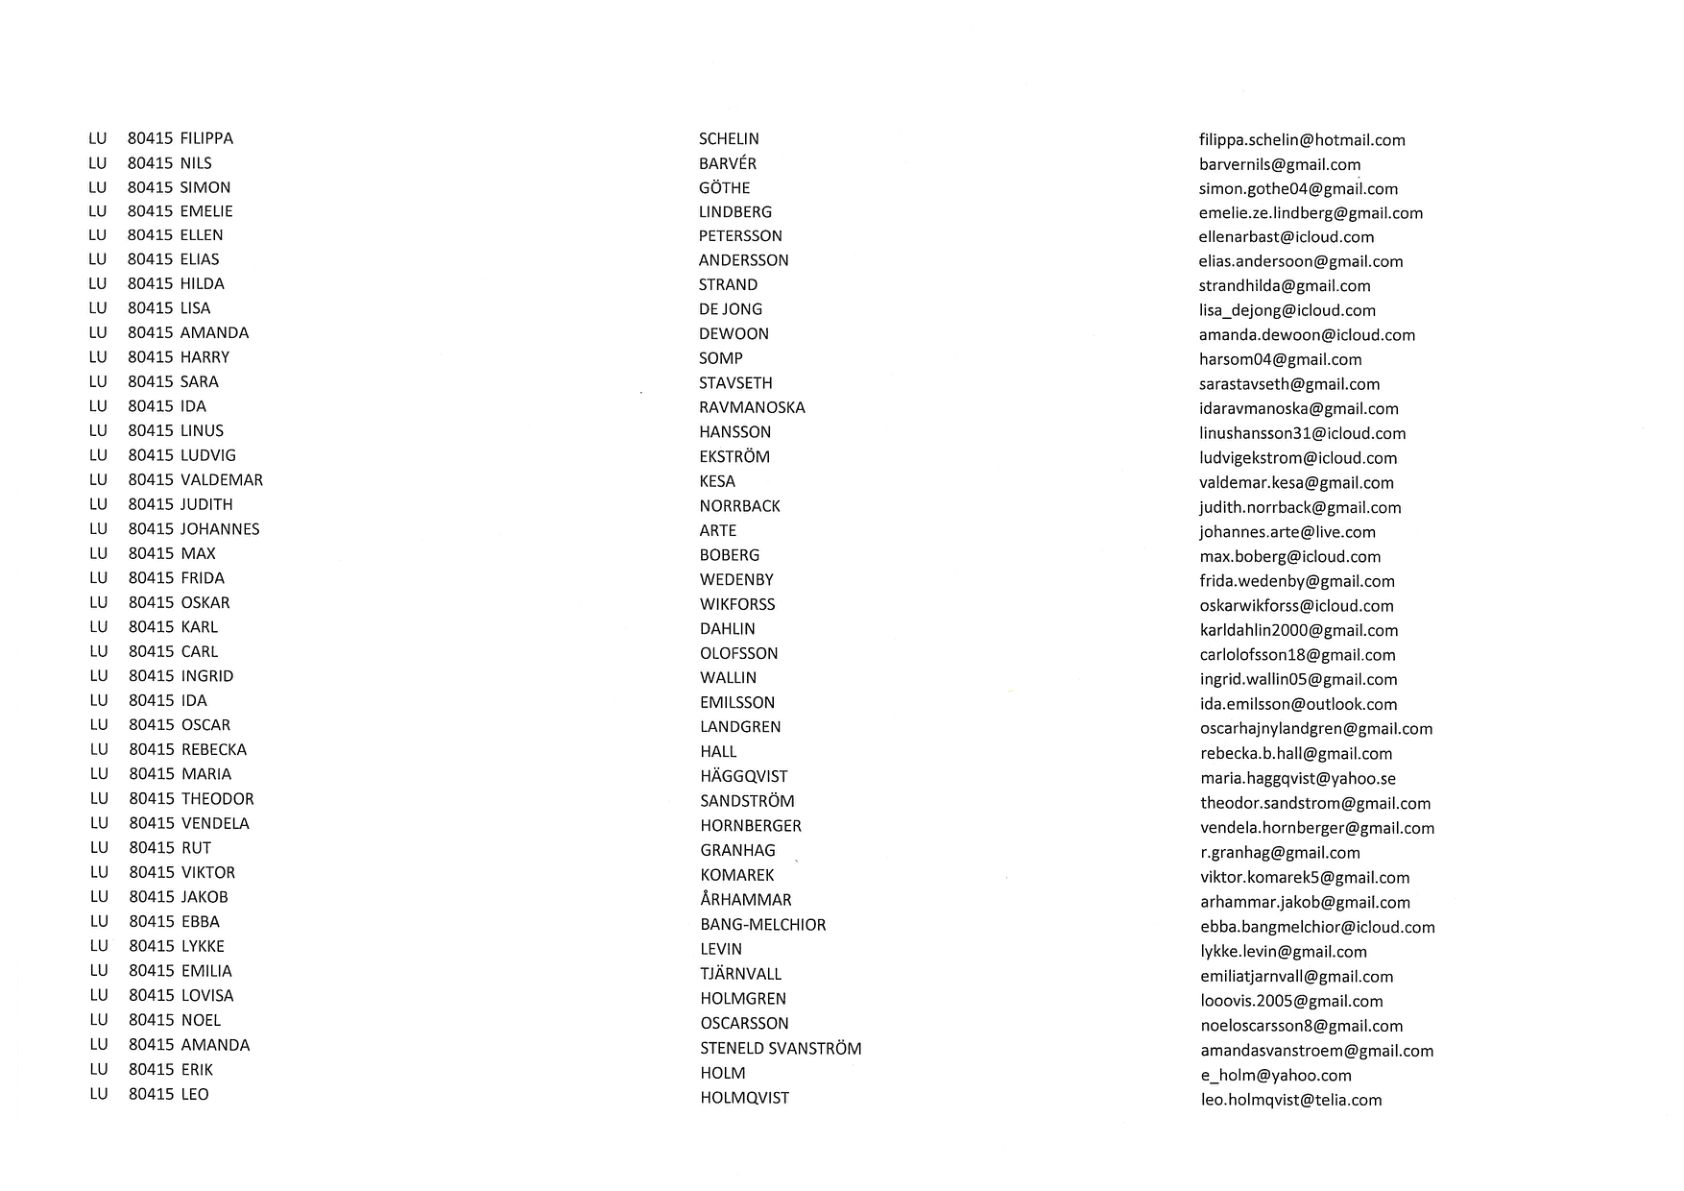 LU 80415 FILIPPA SCHELIN filippa.schelin@hotmail.com
LU 80415 NILS BARVÉR barvernils@gmail.com
LU 80415 SIMON GÖTHE simon.gothe04@gmail.com
LU 80415 EMELIE LINDBERG emelie.ze.lindberg@gmail.com
LU 80415 ELLEN PETERSSON ellenarbast@icloud.com
LU 80415 ELIAS ANDERSSON elias.andersoon@gmail.com
LU 80415 HILDA STRAND strandhilda@gmail.com
LU 80415 LISA DE JONG lisa_dejong@icloud.com
LU 80415 AMANDA DEWOON amanda.dewoon@icloud.com
LU 80415 HARRY SOMP harsom04@gmail.com
LU 80415 SARA STAVSETH sarastavseth@gmail.com
LU 80415 IDA RAVMANOSKA idaravmanoska@gmail.com
LU 80415 LINUS HANSSON linushansson31@icloud.com
LU 80415 LUDVIG EKSTRÖM ludvigekstrom@icloud.com
LU 80415 VALDEMAR KESA valdemar.kesa@gmail.com
LU 80415 JUDITH NORRBACK judith.norrback@gmail.com
LU 80415 JOHANNES ARTE johannes.arte@live.com
LU 80415 MAX BOBERG max.boberg@icloud.com
LU 80415 FRIDA WEDENBY frida.wedenby@gmail.com
LU 80415 OSKAR WIKFORSS oskarwikforss@icloud.com
LU 80415 KARL DAHLIN karldahlin2000@gmail.com
LU 80415 CARL OLOFSSON carlolofsson18@gmail.com
LU 80415 INGRID WALLIN ingrid.wallin05@gmail.com
LU 80415 IDA EMILSSON ida.emilsson@outlook.com
LU 80415 OSCAR LANDGREN oscarhajnylandgren@gmail.com
LU 80415 REBECKA HALL rebecka.b.hall@gmail.com
LU 80415 MARIA HÄGGQVIST maria.haggqvist@yahoo.se
LU 80415 THEODOR SANDSTRÖM theodor.sandstrom@gmail.com
LU 80415 VENDELA HORNBERGER vendela.hornberger@gmail.com
LU 80415 RUT GRANHAG r.granhag@gmail.com
LU 80415 VIKTOR KOMAREK viktor.komarek5@gmail.com
LU 80415 JAKOB ÅRHAMMAR arhammar.jakob@gmail.com
LU 80415 EBBA BANG-MELCHIOR ebba.bangmelchior@icloud.com
LU 80415 LYKKE LEVIN lykke.levin@gmail.com
LU 80415 EMILIA TJÄRNVALL emiliatjarnvall@gmail.com
LU 80415 LOVISA HOLMGREN looovis.2005@gmail.com
LU 80415 NOEL OSCARSSON noeloscarsson8@gmail.com
LU 80415 AMANDA STENELD SVANSTRÖM amandasvanstroem@gmail.com
LU 80415 ERIK HOLM e_holm@yahoo.com
LU 80415 LEO HOLMQVIST leo.holmqvist@telia.com